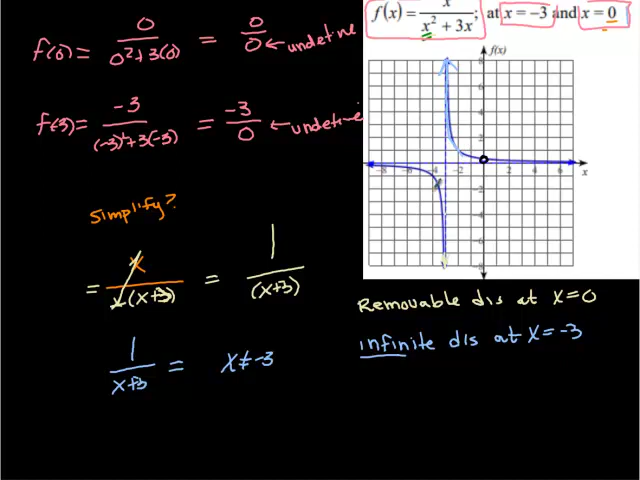 f(x) = x / (x² + 3x); at x = −3 and x = 0
f(0) = 0 / (0² + 3(0)) = 0/0 ← undefine
f(-3) = -3 / ((-3)² + 3(-3)) = -3/0 ← undefine
f(x)
8
6
4
2
-8 -6 -4 2 4 6
x
-2
-4
-6
-8
Simplify?
= x / x(x+3) = 1 / (x+3)
Removable dis at x=0
infinite dis at x=-3
1 / (x+3) = x≠-3